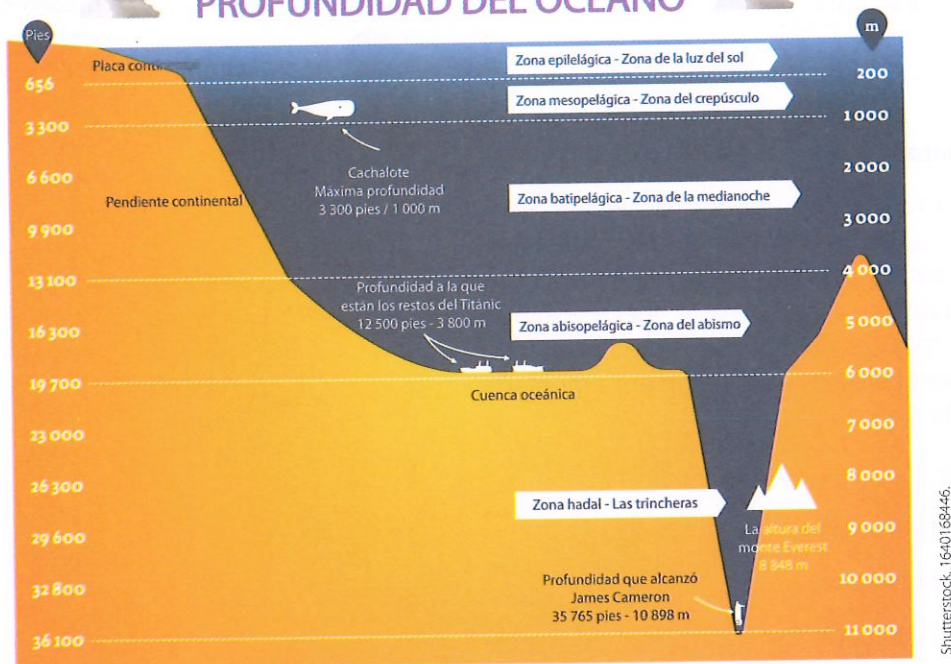 PROFUNDIDAD DEL OCÉANO
Pies
m
Placa
656
3 300
6 600
9 900
13 100
16 300
19 700
23 000
26 300
29 600
32 800
36 100
Pendiente continental
Cachalote
Máxima profundidad
3 300 pies / 1 000 m
Profundidad a la que
están los restos del Titánic
12 500 pies - 3 800 m
Zona epilelágica - Zona de la luz del sol
Zona mesopelágica - Zona del crepúsculo
Zona batipelágica - Zona de la medianoche
Zona abisopelágica - Zona del abismo
Cuenca oceánica
Zona hadal - Las trincheras
Profundidad que alcanzó
James Cameron
35 765 pies - 10 898 m
La altura del
monte Everest
8 848 m
200
1 000
2 000
3 000
4 000
5 000
6 000
7 000
8 000
9 000
10 000
11 000
Shutterstock. 1640168446.